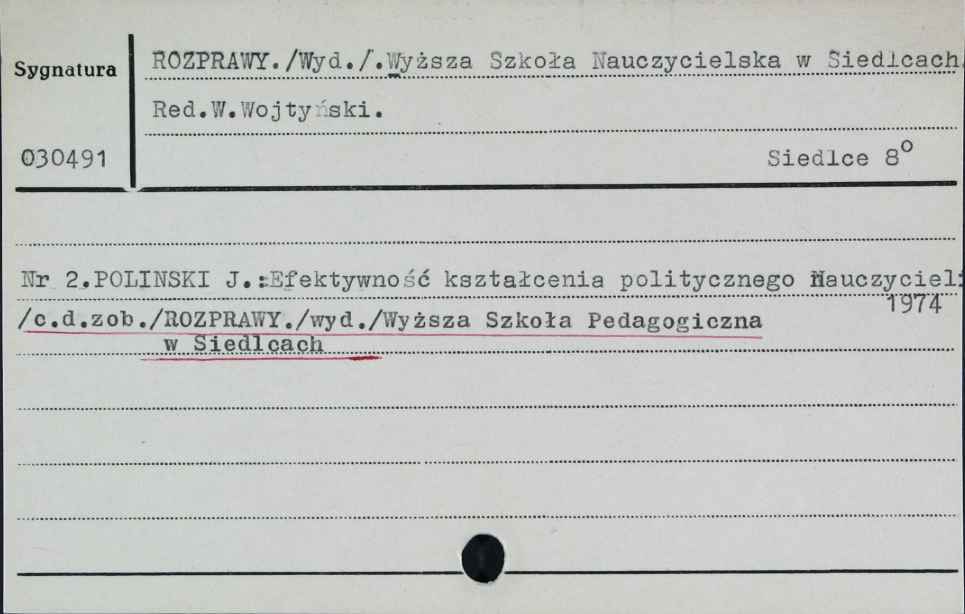 Sygnatura
ROZPRAWY./Wyd./.Wyższa Szkoła Nauczycielska w Siedlcach.
Red.W.Wojtyński.
030491
Siedlce 8°
Nr 2.POLINSKI J.:Efektywność kształcenia politycznego Nauczycieli
1974
/c.d.zob./ROZPRAWY./wyd./Wyższa Szkoła Pedagogiczna
w Siedlcach